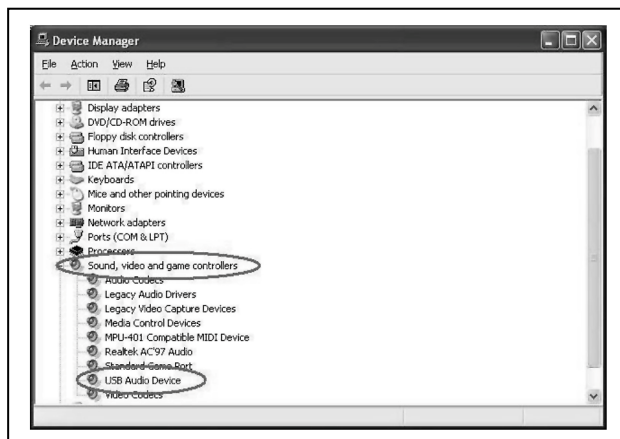 Device Manager
File Action View Help
Display adapters
DVD/CD-ROM drives
Floppy disk controllers
Human Interface Devices
IDE ATA/ATAPI controllers
Keyboards
Mice and other pointing devices
Monitors
Network adapters
Ports (COM & LPT)
Processors
Sound, video and game controllers
Audio Codecs
Legacy Audio Drivers
Legacy Video Capture Devices
Media Control Devices
MPU-401 Compatible MIDI Device
Realtek AC'97 Audio
Standard Game Port
USB Audio Device
Video Codecs